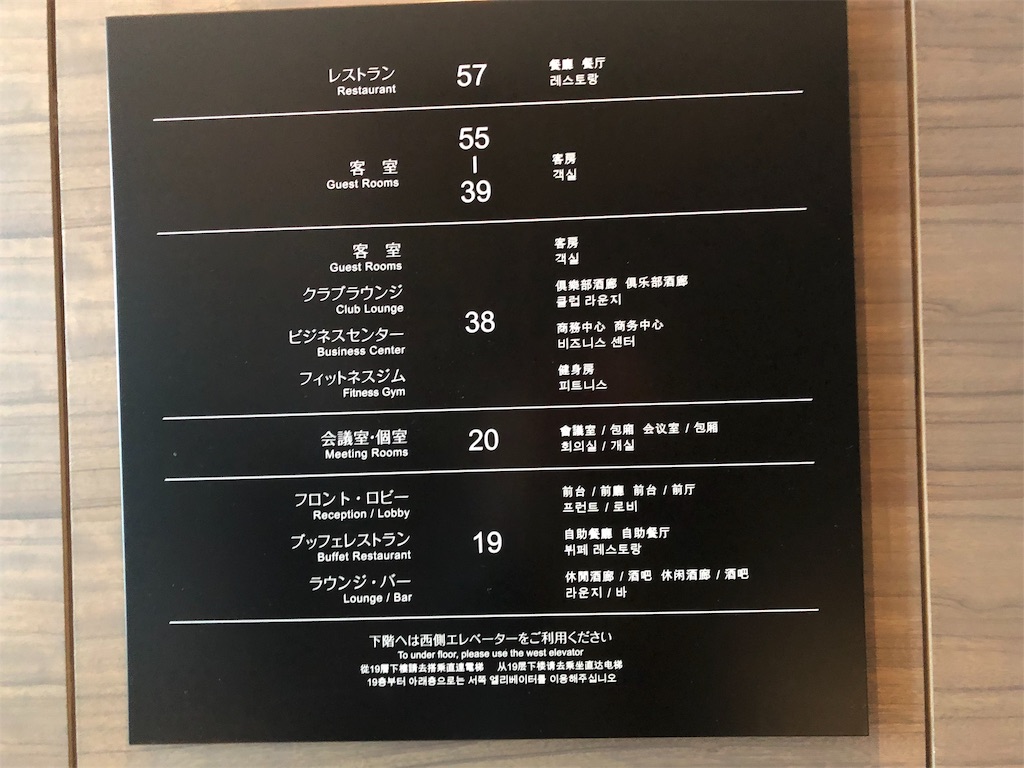 レストラン
Restaurant
57
餐廳 餐厅
레스토랑
55
|
39
客 室
Guest Rooms
客房
객실
客 室
Guest Rooms
客房
객실
クラブラウンジ
Club Lounge
俱樂部酒廊 俱乐部酒廊
클럽 라운지
38
ビジネスセンター
Business Center
商務中心 商务中心
비즈니스 센터
フィットネスジム
Fitness Gym
健身房
피트니스
会議室・個室
Meeting Rooms
20
會議室 / 包廂 会议室 / 包厢
회의실 / 개실
フロント・ロビー
Reception / Lobby
前台 / 前廳 前台 / 前厅
프런트 / 로비
19
ブッフェレストラン
Buffet Restaurant
自助餐廳 自助餐厅
뷔페 레스토랑
ラウンジ・バー
Lounge / Bar
休閒酒廊 / 酒吧 休闲酒廊 / 酒吧
라운지 / 바
下階へは西側エレベーターをご利用ください
To under floor, please use the west elevator
從19層下樓請去搭乘直達電梯 从19层下楼请去乘坐直达电梯
19층부터 아래층으로는 서쪽 엘리베이터를 이용해주십니오